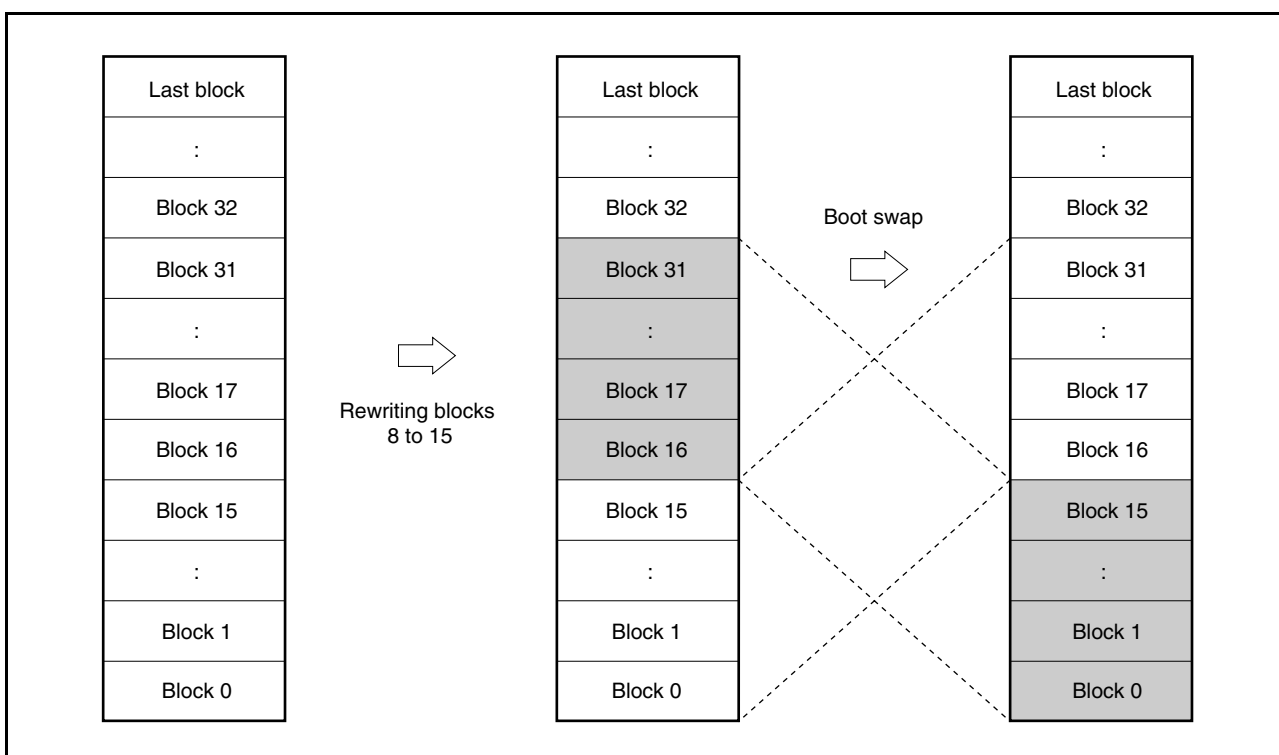 Last block
:
Block 32
Block 31
:
Block 17
Block 16
Block 15
:
Block 1
Block 0
Rewriting blocks
8 to 15
Last block
:
Block 32
Block 31
:
Block 17
Block 16
Block 15
:
Block 1
Block 0
Boot swap
Last block
:
Block 32
Block 31
:
Block 17
Block 16
Block 15
:
Block 1
Block 0